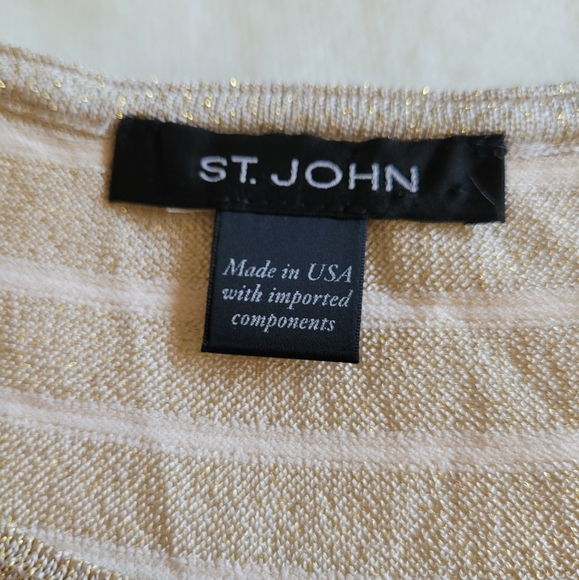 ST. JOHN
Made in USA
with imported
components